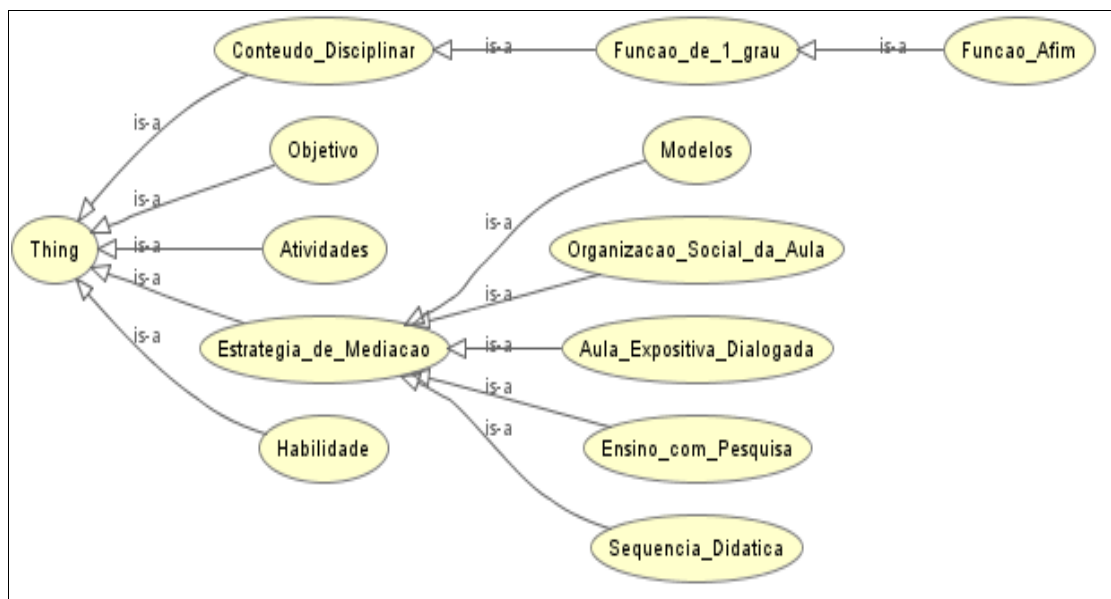 Conteudo_Disciplinar
is-a
Funcao_de_1_grau
is-a
Funcao_Afim
is-a
Objetivo
Modelos
is-a
is-a
Thing
is-a
Atividades
Organizacao_Social_da_Aula
is-a
is-a
Estrategia_de_Mediacao
is-a
Aula_Expositiva_Dialogada
is-a
is-a
Habilidade
is-a
Ensino_com_Pesquisa
Sequencia_Didatica